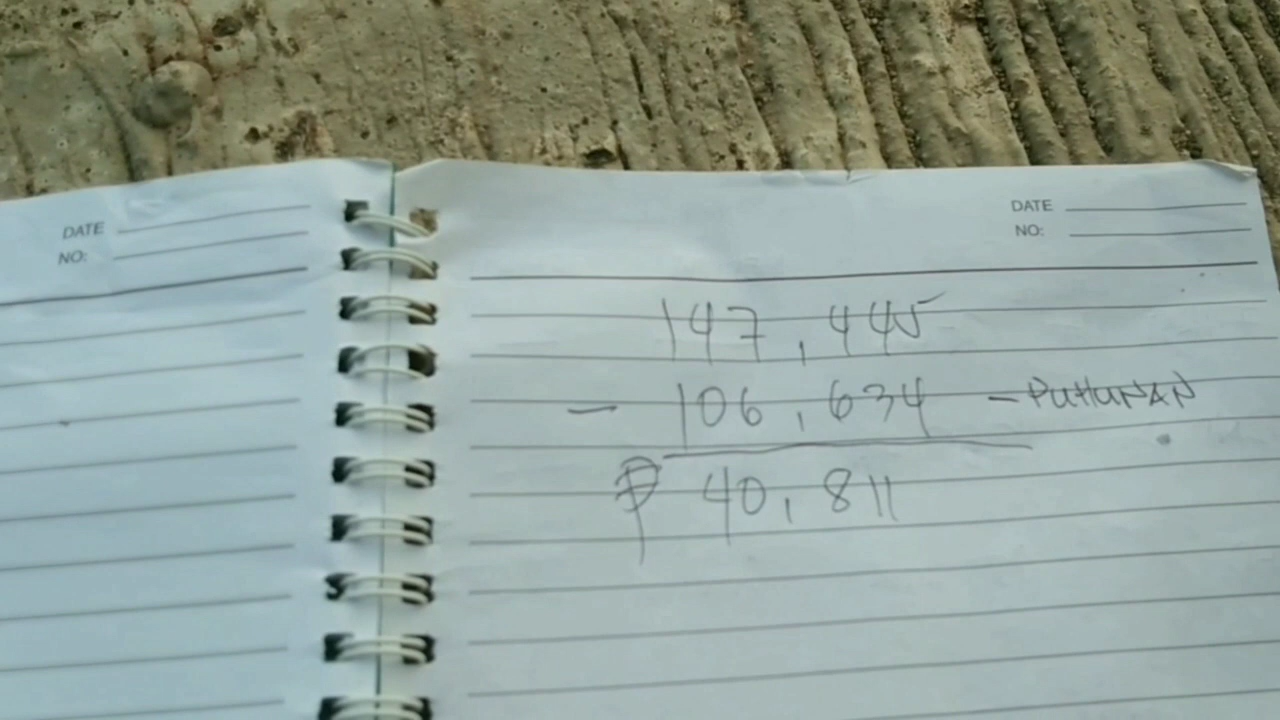 DATE
NO:
DATE
NO:
147,445
- 106,634 - PUHUNAN
₱ 40,811